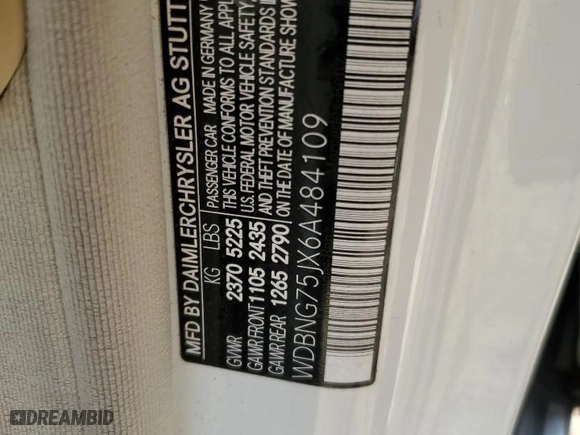 MFD BY DAIMLERCHRYSLER AG STUTT
KG LBS PASSENGER CAR MADE IN GERMANY
GVWR 2370 5225 THIS VEHICLE CONFORMS TO ALL APPL
GAWR FRONT 1105 2435 U.S. FEDERAL MOTOR VEHICLE SAFETY,
GAWR REAR 1265 2790 AND THEFT PREVENTION STANDARDS
ON THE DATE OF MANUFACTURE SHOW
WDBNG75JX6A484109
DREAMBID